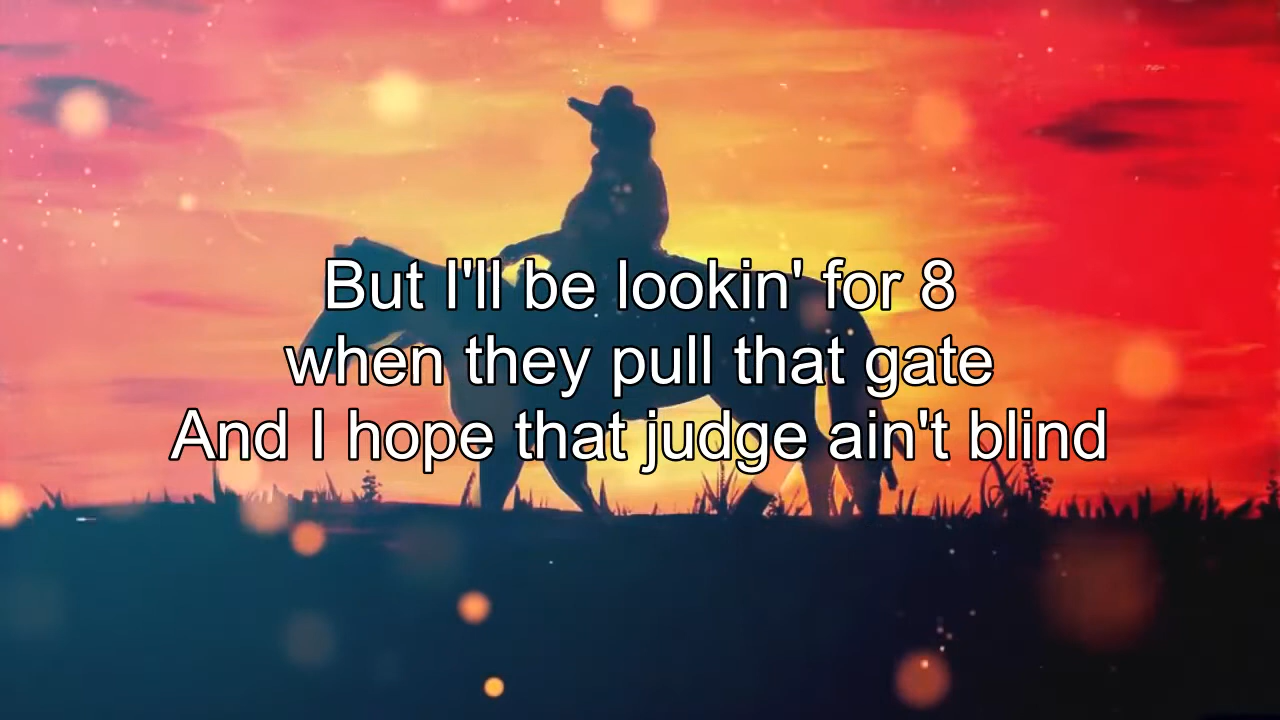 But I'll be lookin' for 8
when they pull that gate
And I hope that judge ain't blind